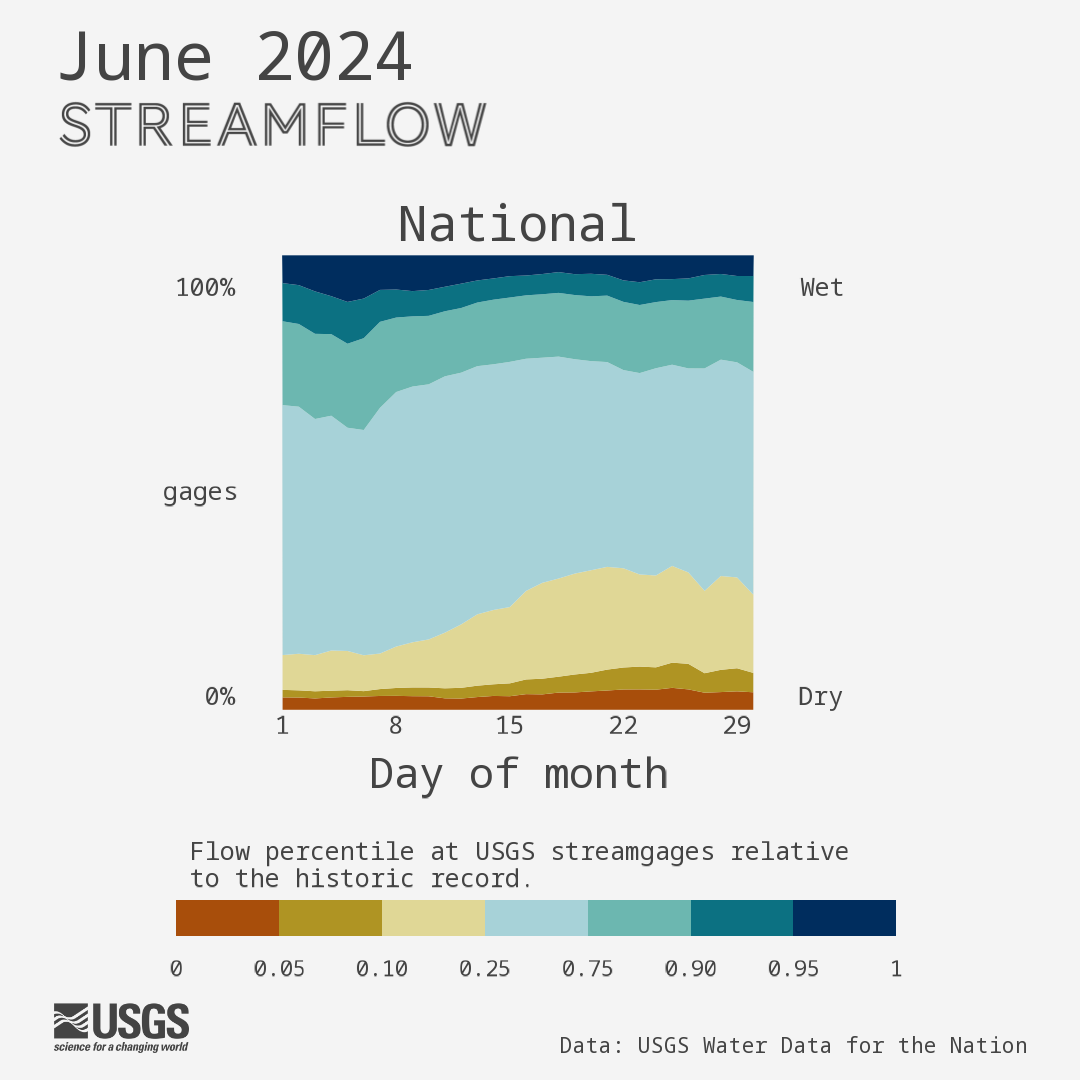 June 2024
STREAMFLOW
National
100%
Wet
gages
0%
Dry
1 8 15 22 29
Day of month
Flow percentile at USGS streamgages relative
to the historic record.
0 0.05 0.10 0.25 0.75 0.90 0.95 1
USGS
science for a changing world
Data: USGS Water Data for the Nation